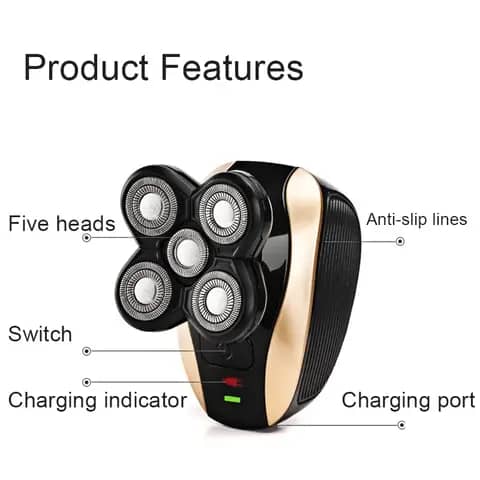 Product Features
Five heads
Anti-slip lines
Switch
Charging indicator
Charging port